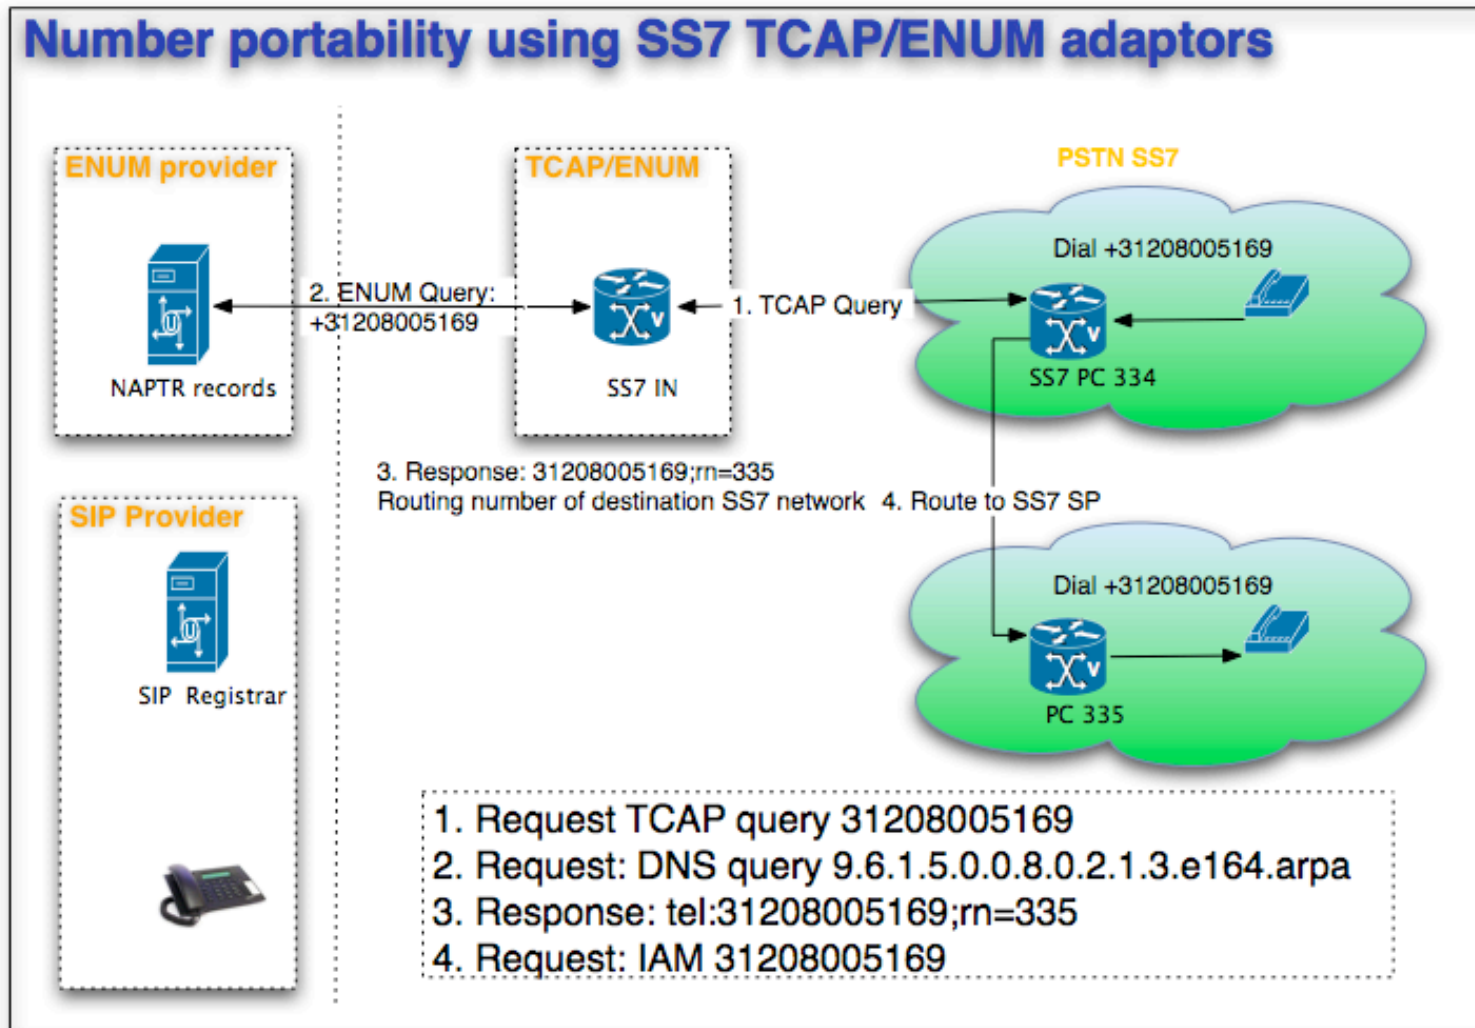 Number portability using SS7 TCAP/ENUM adaptors
ENUM provider
NAPTR records
2. ENUM Query:
+31208005169
TCAP/ENUM
SS7 IN
1. TCAP Query
PSTN SS7
Dial +31208005169
SS7 PC 334
3. Response: 31208005169;rn=335
Routing number of destination SS7 network
4. Route to SS7 SP
SIP Provider
SIP Registrar
Dial +31208005169
PC 335
1. Request TCAP query 31208005169
2. Request: DNS query 9.6.1.5.0.0.8.0.2.1.3.e164.arpa
3. Response: tel:31208005169;rn=335
4. Request: IAM 31208005169